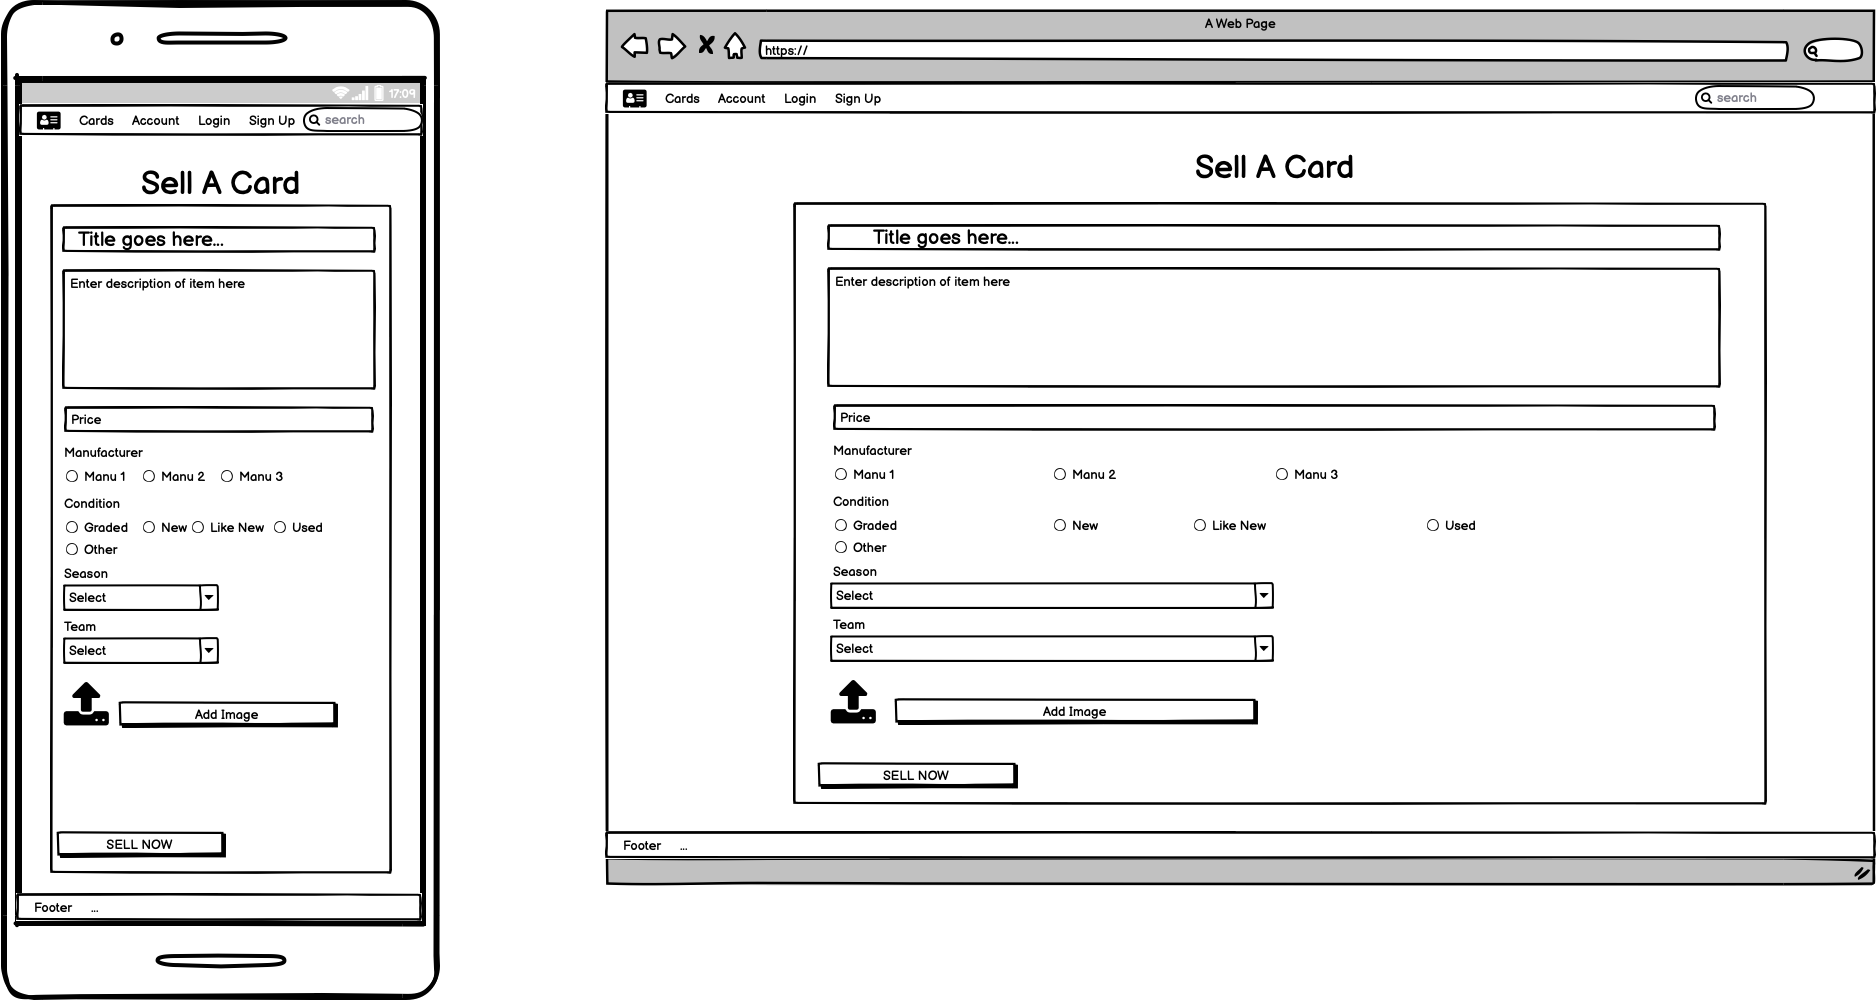 17:09
Cards Account Login Sign Up search
Sell A Card
Title goes here...
Enter description of item here
Price
Manufacturer
Manu 1 Manu 2 Manu 3
Condition
Graded New Like New Used
Other
Season
Select
Team
Select
Add Image
SELL NOW
Footer ...
A Web Page
https://
Cards Account Login Sign Up search
Sell A Card
Title goes here...
Enter description of item here
Price
Manufacturer
Manu 1 Manu 2 Manu 3
Condition
Graded New Like New Used
Other
Season
Select
Team
Select
Add Image
SELL NOW
Footer ...